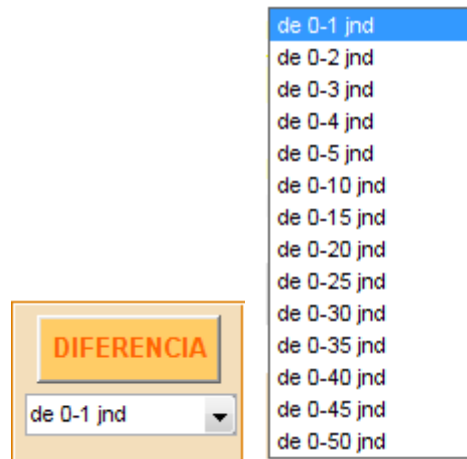 DIFERENCIA
de 0-1 jnd
de 0-1 jnd
de 0-2 jnd
de 0-3 jnd
de 0-4 jnd
de 0-5 jnd
de 0-10 jnd
de 0-15 jnd
de 0-20 jnd
de 0-25 jnd
de 0-30 jnd
de 0-35 jnd
de 0-40 jnd
de 0-45 jnd
de 0-50 jnd